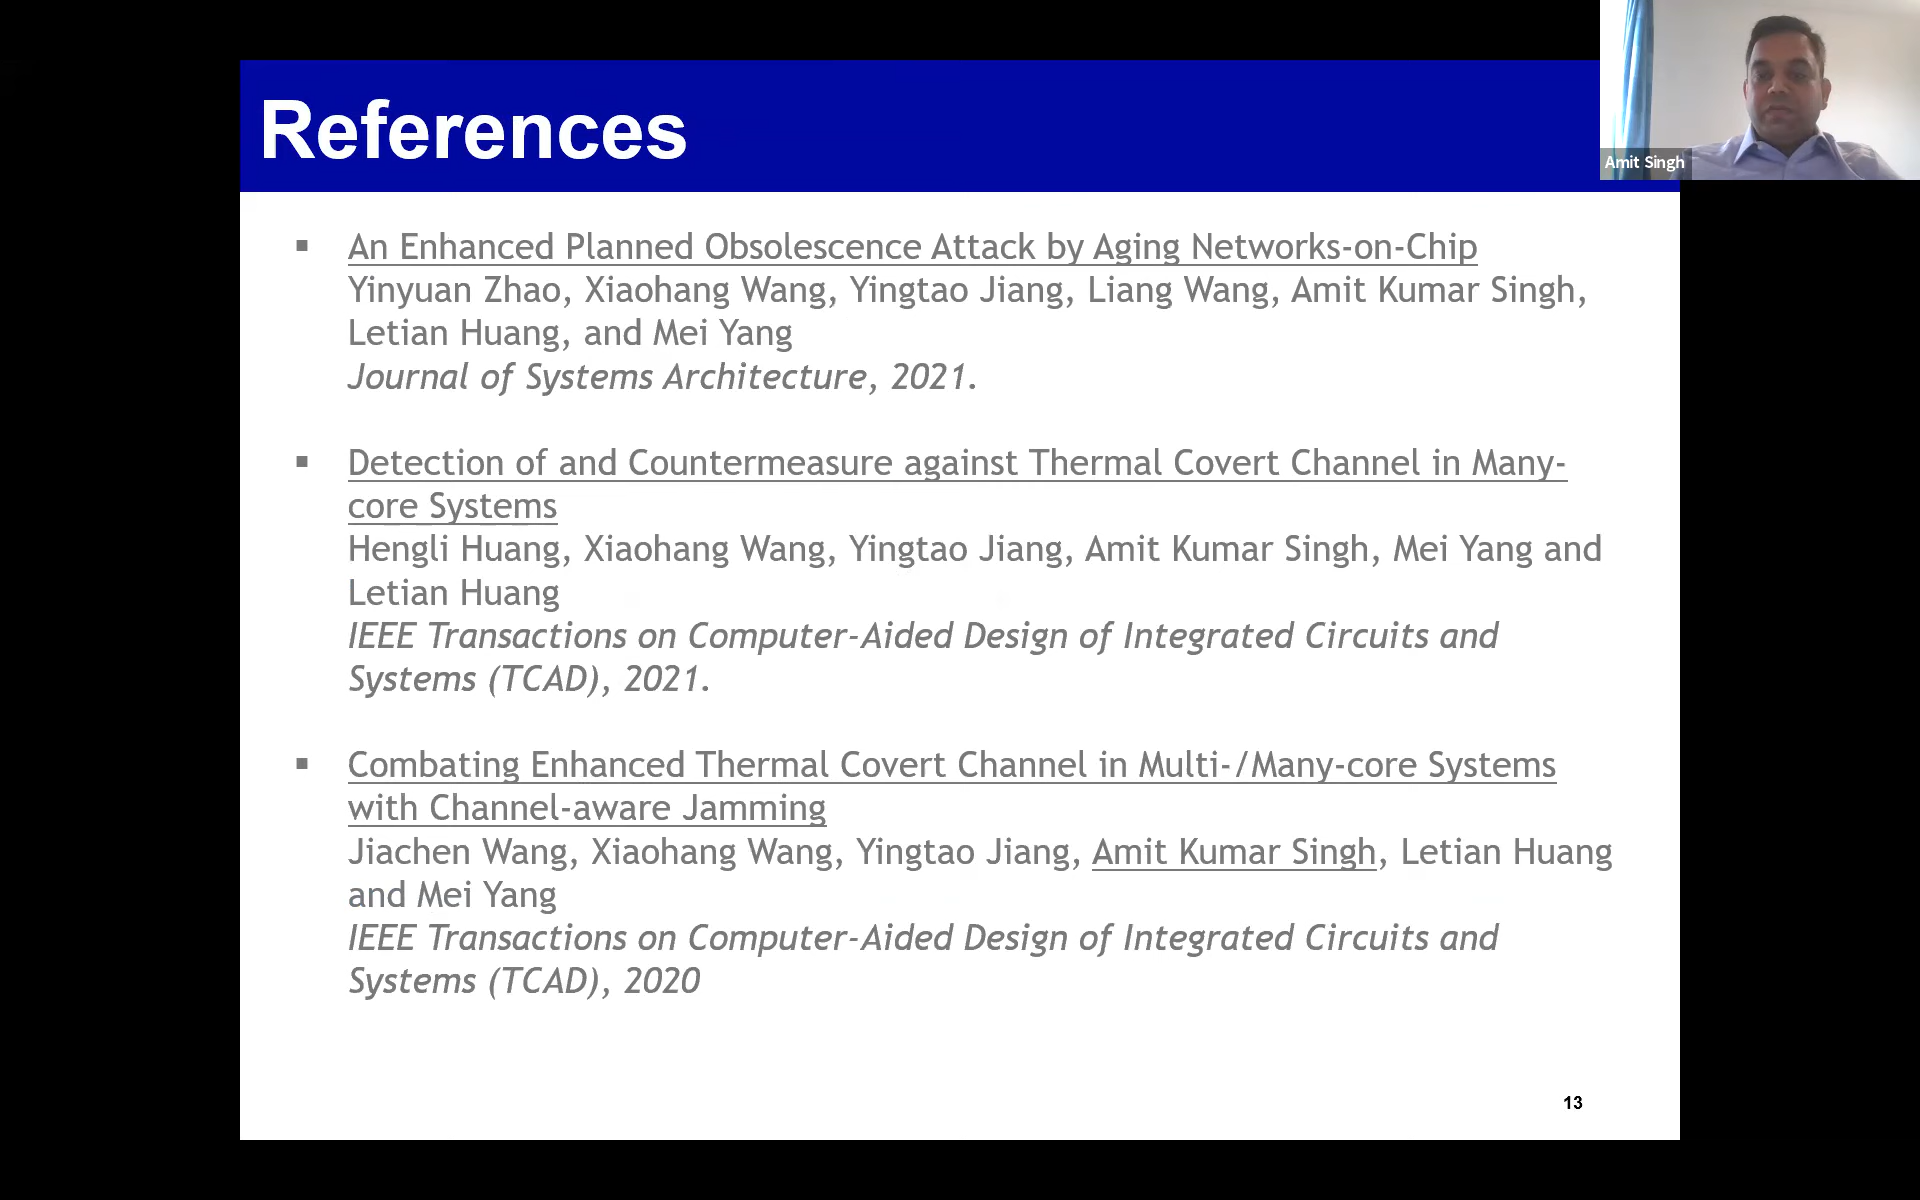 References
Amit Singh
▪ An Enhanced Planned Obsolescence Attack by Aging Networks-on-Chip
Yinyuan Zhao, Xiaohang Wang, Yingtao Jiang, Liang Wang, Amit Kumar Singh,
Letian Huang, and Mei Yang
Journal of Systems Architecture, 2021.
▪ Detection of and Countermeasure against Thermal Covert Channel in Many-
core Systems
Hengli Huang, Xiaohang Wang, Yingtao Jiang, Amit Kumar Singh, Mei Yang and
Letian Huang
IEEE Transactions on Computer-Aided Design of Integrated Circuits and
Systems (TCAD), 2021.
▪ Combating Enhanced Thermal Covert Channel in Multi-/Many-core Systems
with Channel-aware Jamming
Jiachen Wang, Xiaohang Wang, Yingtao Jiang, Amit Kumar Singh, Letian Huang
and Mei Yang
IEEE Transactions on Computer-Aided Design of Integrated Circuits and
Systems (TCAD), 2020
13